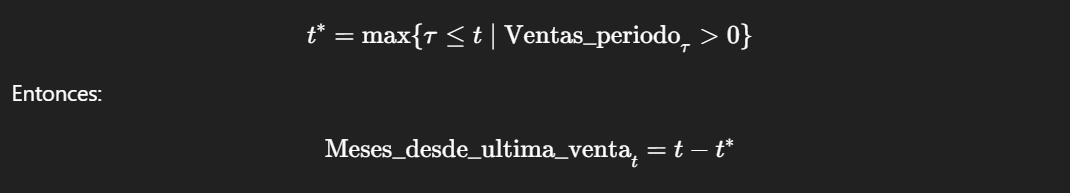 t* = max{τ ≤ t | Ventas_periodo_τ > 0}
Entonces:
Meses_desde_ultima_venta_t = t − t*